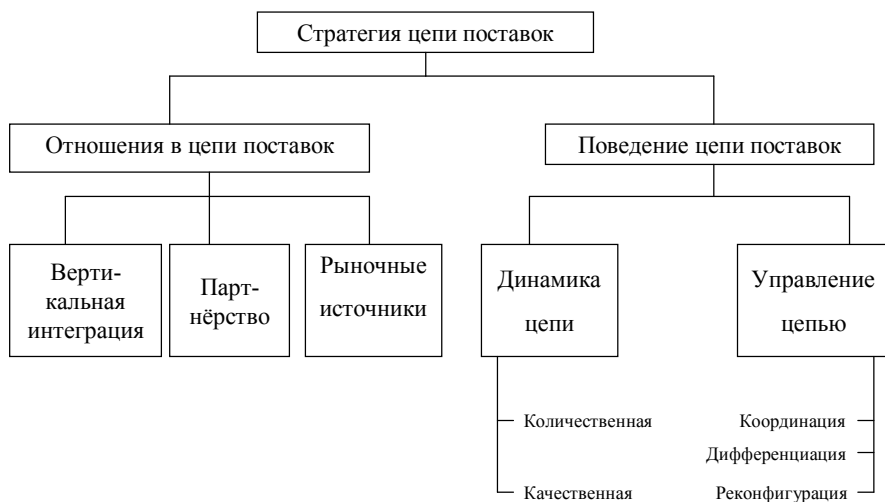 Стратегия цепи поставок
Отношения в цепи поставок
Поведение цепи поставок
Верти-
кальная
интеграция
Парт-
нёрство
Рыночные
источники
Динамика
цепи
Управление
цепью
Количественная
Качественная
Координация
Дифференциация
Реконфигурация